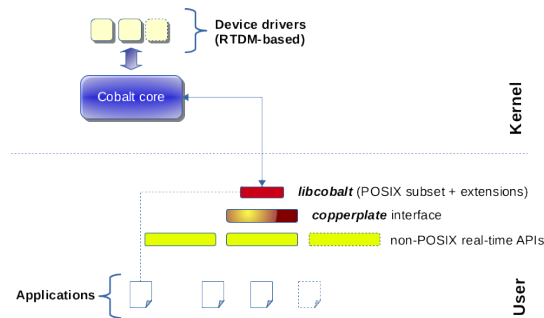 Device drivers
(RTDM-based)
Cobalt core
Kernel
libcobalt (POSIX subset + extensions)
copperplate interface
non-POSIX real-time APIs
Applications
User